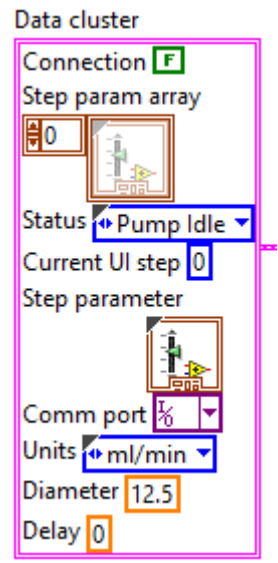 Data cluster
Connection F
Step param array
0
Status Pump Idle
Current UI step 0
Step parameter
Comm port I/O
Units ml/min
Diameter 12.5
Delay 0